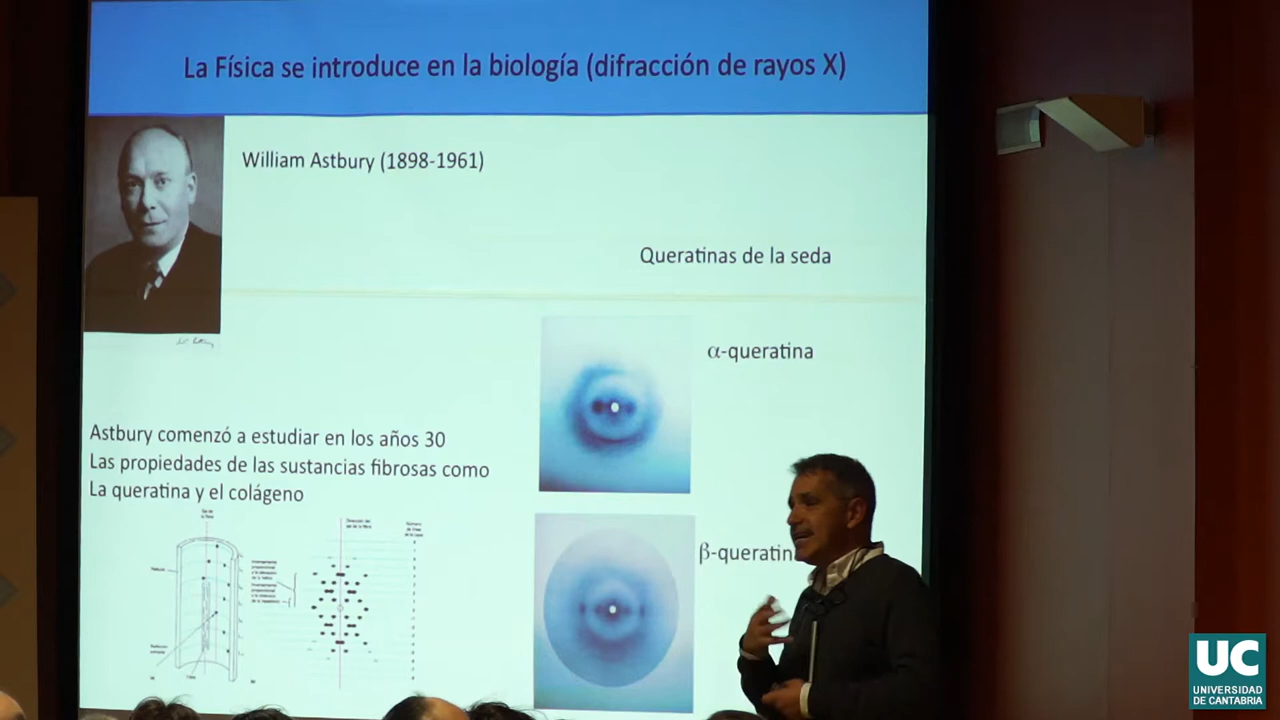 La Física se introduce en la biología (difracción de rayos X)
William Astbury (1898-1961)
Queratinas de la seda
α-queratina
Astbury comenzó a estudiar en los años 30
Las propiedades de las sustancias fibrosas como
La queratina y el colágeno
β-queratin
UC
UNIVERSIDAD
DE CANTABRIA